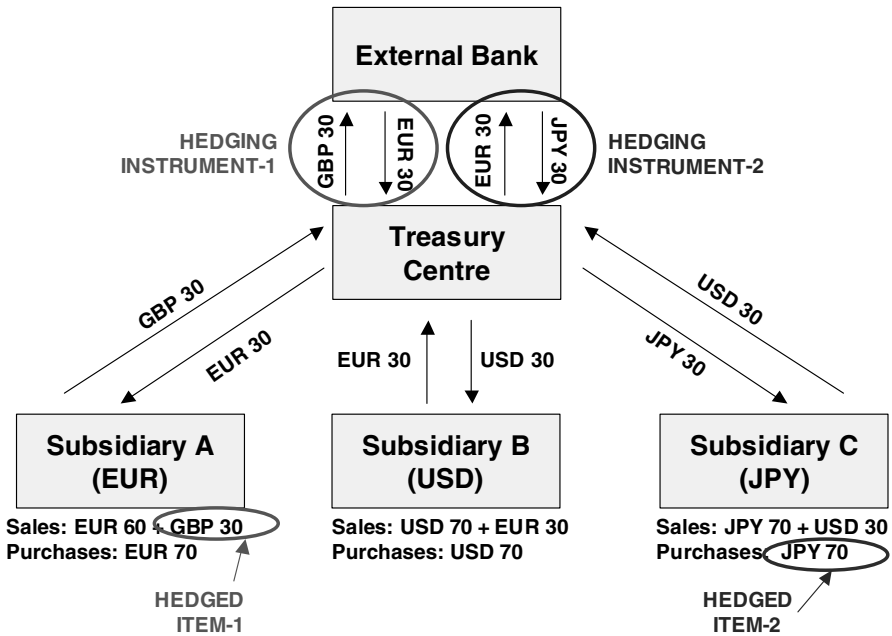 External Bank
HEDGING
INSTRUMENT-1
GBP 30
EUR 30
EUR 30
JPY 30
HEDGING
INSTRUMENT-2
Treasury
Centre
GBP 30
EUR 30
EUR 30
USD 30
JPY 30
USD 30
Subsidiary A
(EUR)
Subsidiary B
(USD)
Subsidiary C
(JPY)
Sales: EUR 60 + GBP 30
Purchases: EUR 70
Sales: USD 70 + EUR 30
Purchases: USD 70
Sales: JPY 70 + USD 30
Purchases: JPY 70
HEDGED
ITEM-1
HEDGED
ITEM-2